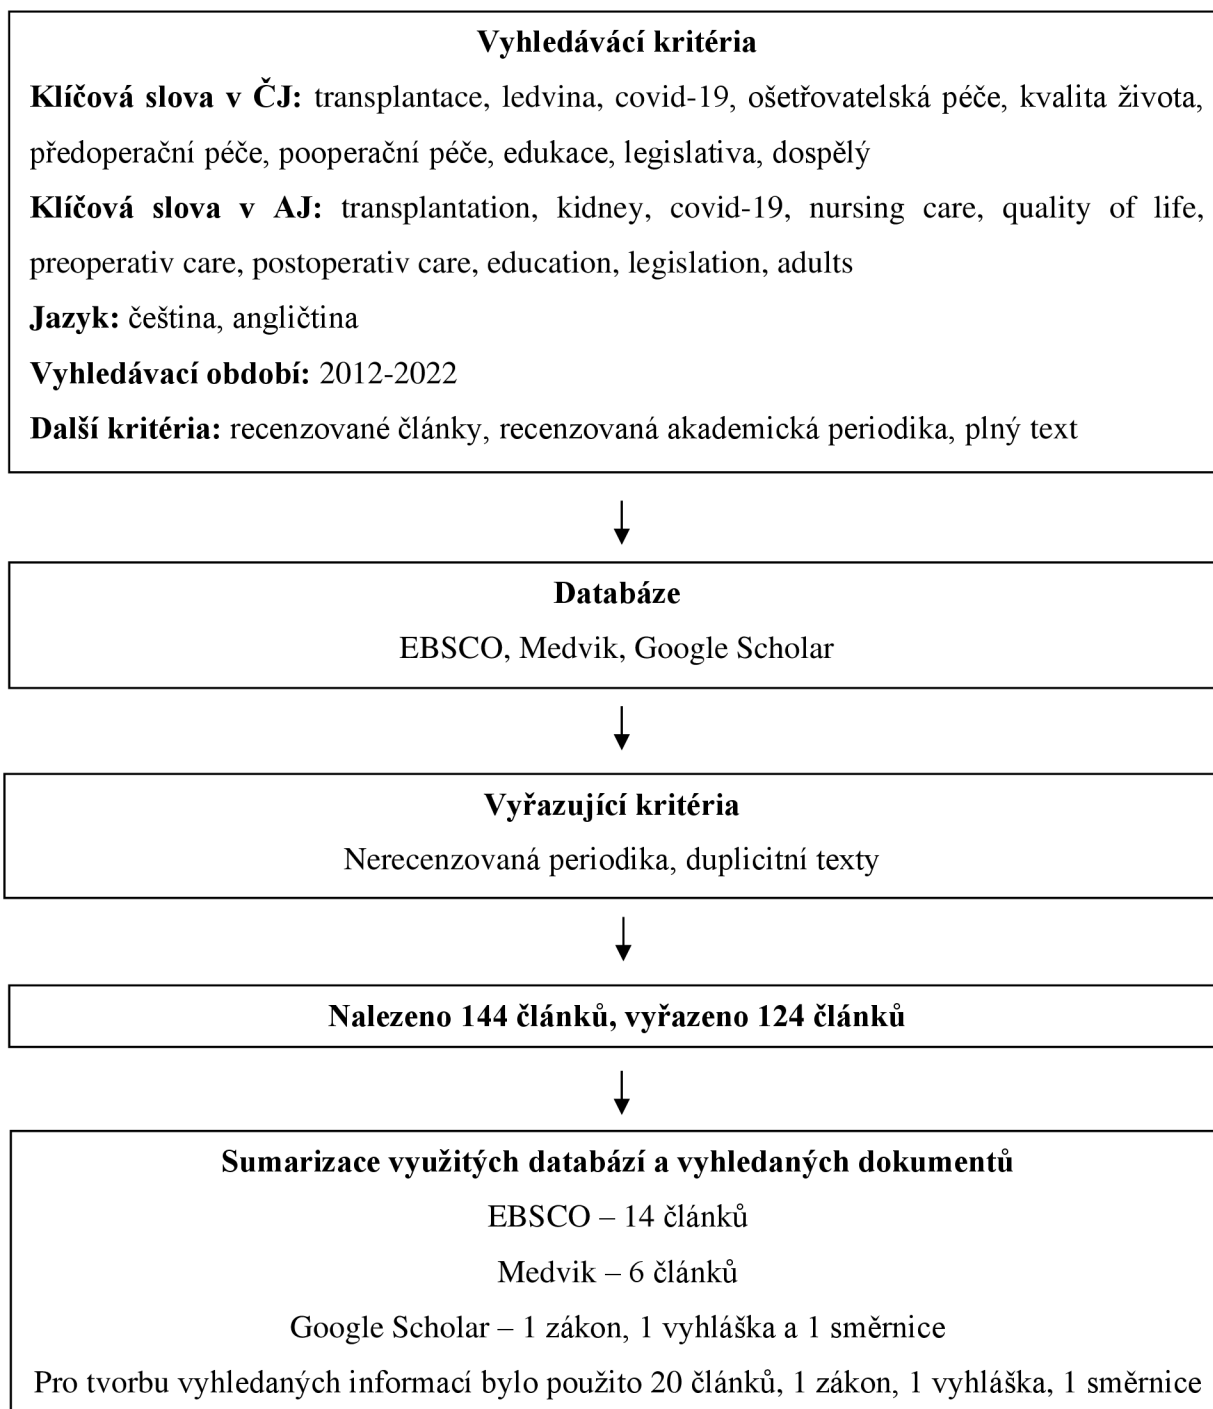 Vyhledávácí kritéria
Klíčová slova v ČJ: transplantace, ledvina, covid-19, ošetřovatelská péče, kvalita života,
předoperační péče, pooperační péče, edukace, legislativa, dospělý
Klíčová slova v AJ: transplantation, kidney, covid-19, nursing care, quality of life,
preoperativ care, postoperativ care, education, legislation, adults
Jazyk: čeština, angličtina
Vyhledávací období: 2012-2022
Další kritéria: recenzované články, recenzovaná akademická periodika, plný text
Databáze
EBSCO, Medvik, Google Scholar
Vyřazující kritéria
Nerecenzovaná periodika, duplicitní texty
Nalezeno 144 článků, vyřazeno 124 článků
Sumarizace využitých databází a vyhledaných dokumentů
EBSCO – 14 článků
Medvik – 6 článků
Google Scholar – 1 zákon, 1 vyhláška a 1 směrnice
Pro tvorbu vyhledaných informací bylo použito 20 článků, 1 zákon, 1 vyhláška, 1 směrnice